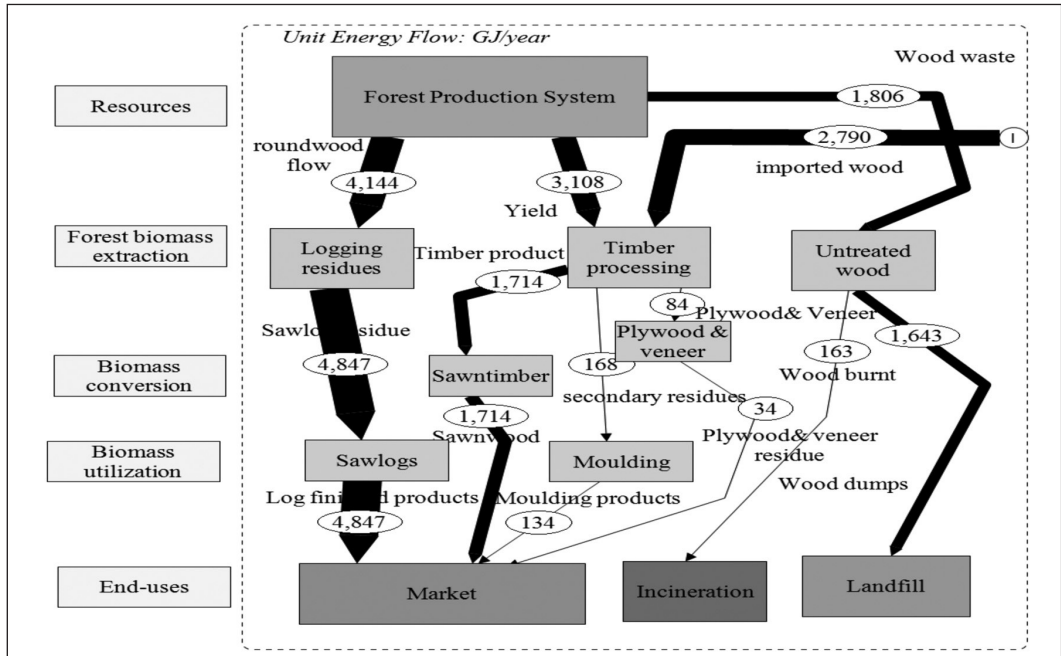 Unit Energy Flow: GJ/year
Wood waste
Resources
Forest Production System
1,806
2,790
I
roundwood
flow
imported wood
4,144
3,108
Yield
Forest biomass
extraction
Logging
residues
Timber product
Timber
processing
Untreated
wood
1,714
84
Plywood& Veneer
Sawlog residue
Plywood &
veneer
1,643
4,847
168
163
Biomass
conversion
Sawntimber
Wood burnt
secondary residues
34
1,714
Sawnwood
Plywood& veneer
residue
Biomass
utilization
Sawlogs
Moulding
Wood dumps
Log finished products
Moulding products
4,847
134
End-uses
Market
Incineration
Landfill